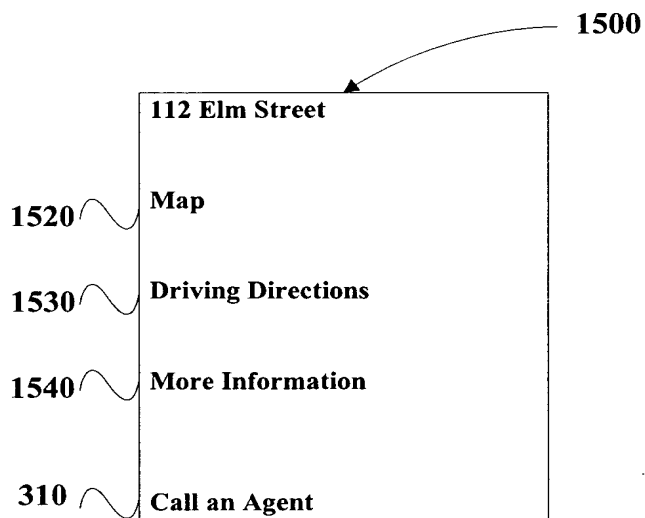 1500
112 Elm Street
1520 Map
1530 Driving Directions
1540 More Information
310 Call an Agent